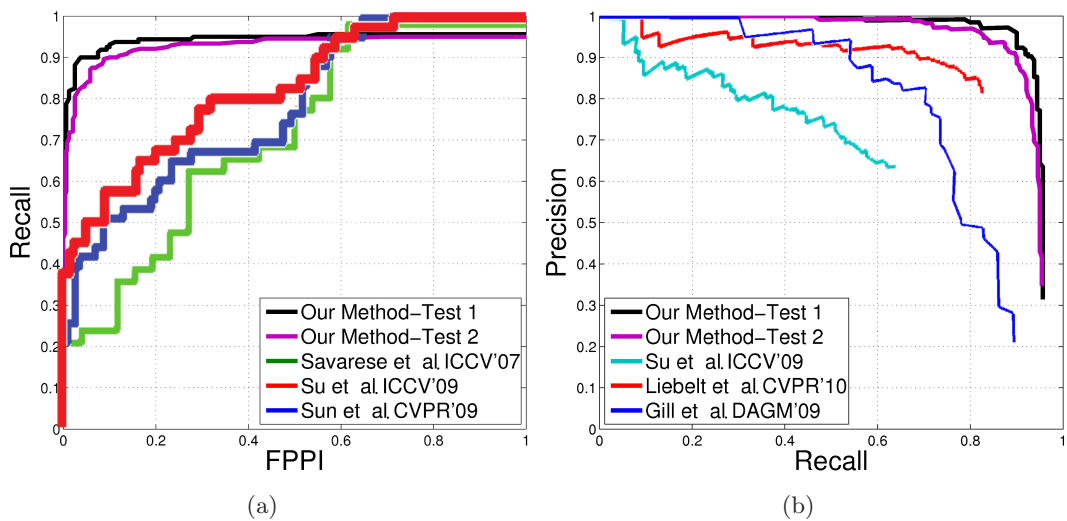 1
0.9
0.8
0.7
0.6
0.5
0.4
0.3
0.2
0.1
0
Recall
0 0.2 0.4 0.6 0.8 1
FPPI
Our Method-Test 1
Our Method-Test 2
Savarese et al. ICCV'07
Su et al. ICCV'09
Sun et al. CVPR'09
(a)
1
0.9
0.8
0.7
0.6
0.5
0.4
0.3
0.2
0.1
0
Precision
0 0.2 0.4 0.6 0.8 1
Recall
Our Method-Test 1
Our Method-Test 2
Su et al. ICCV'09
Liebelt et al. CVPR'10
Gill et al. DAGM'09
(b)